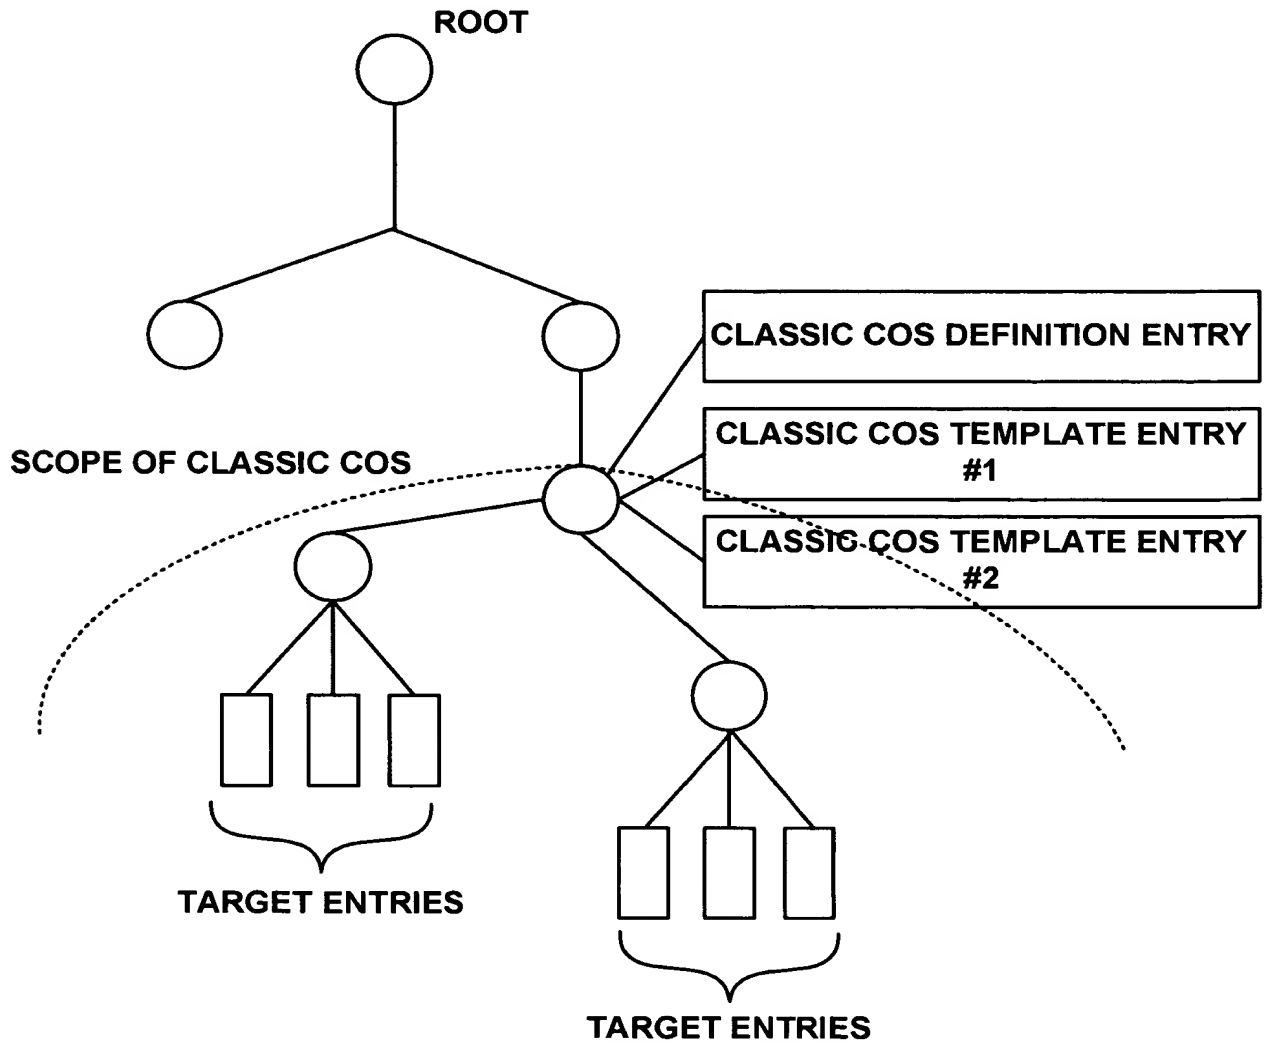 ROOT
CLASSIC COS DEFINITION ENTRY
CLASSIC COS TEMPLATE ENTRY
#1
SCOPE OF CLASSIC COS
CLASSIC COS TEMPLATE ENTRY
#2
TARGET ENTRIES
TARGET ENTRIES